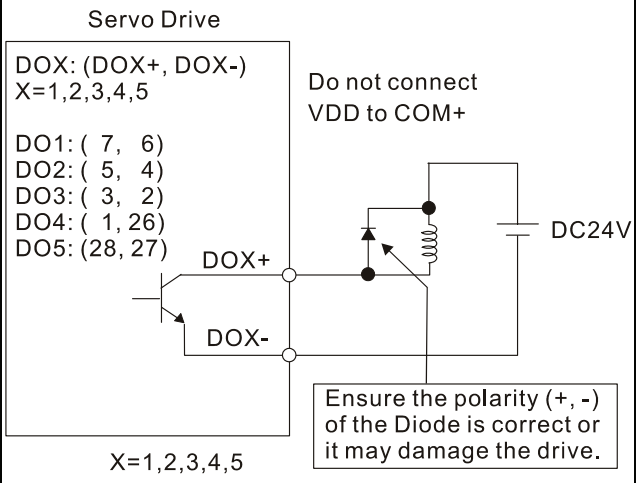 Servo Drive
DOX: (DOX+, DOX-)
X=1,2,3,4,5
Do not connect
VDD to COM+
DO1: ( 7, 6)
DO2: ( 5, 4)
DO3: ( 3, 2)
DO4: ( 1, 26)
DO5: (28, 27)
DC24V
DOX+
DOX-
Ensure the polarity (+, -)
of the Diode is correct or
it may damage the drive.
X=1,2,3,4,5